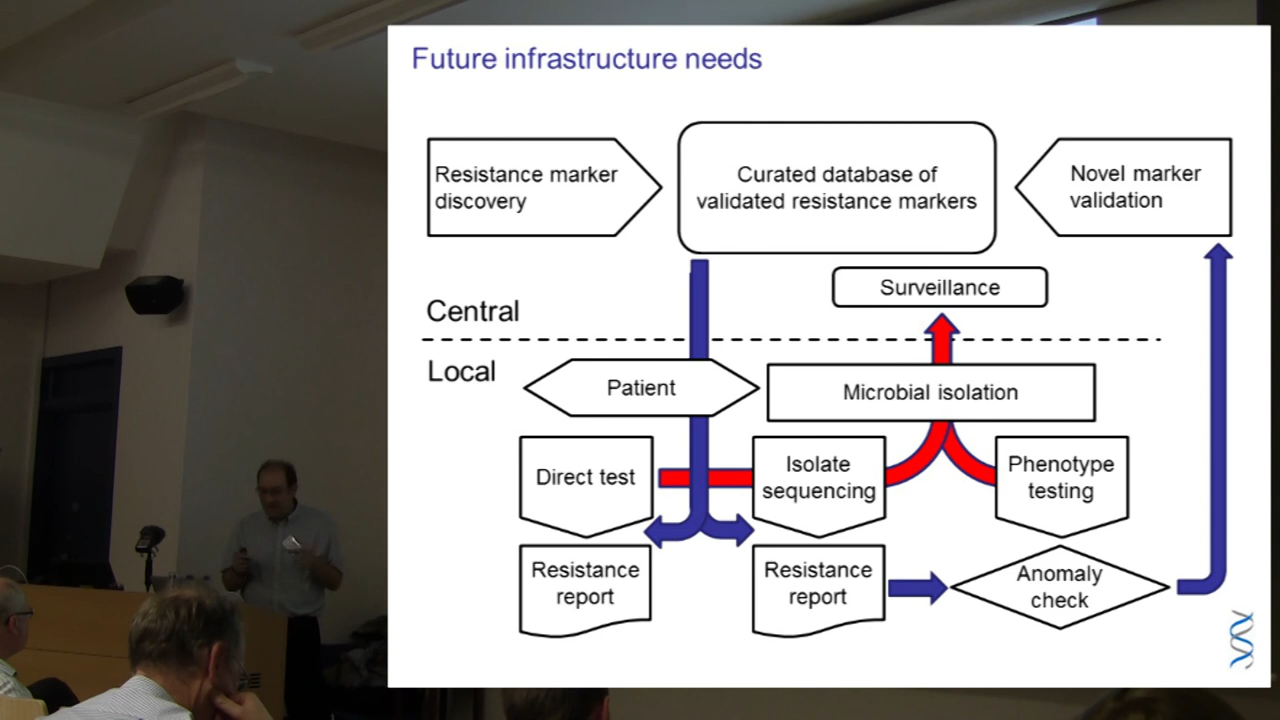 Future infrastructure needs
Resistance marker
discovery
Curated database of
validated resistance markers
Novel marker
validation
Surveillance
Central
Local
Patient
Microbial isolation
Direct test
Isolate
sequencing
Phenotype
testing
Resistance
report
Resistance
report
Anomaly
check